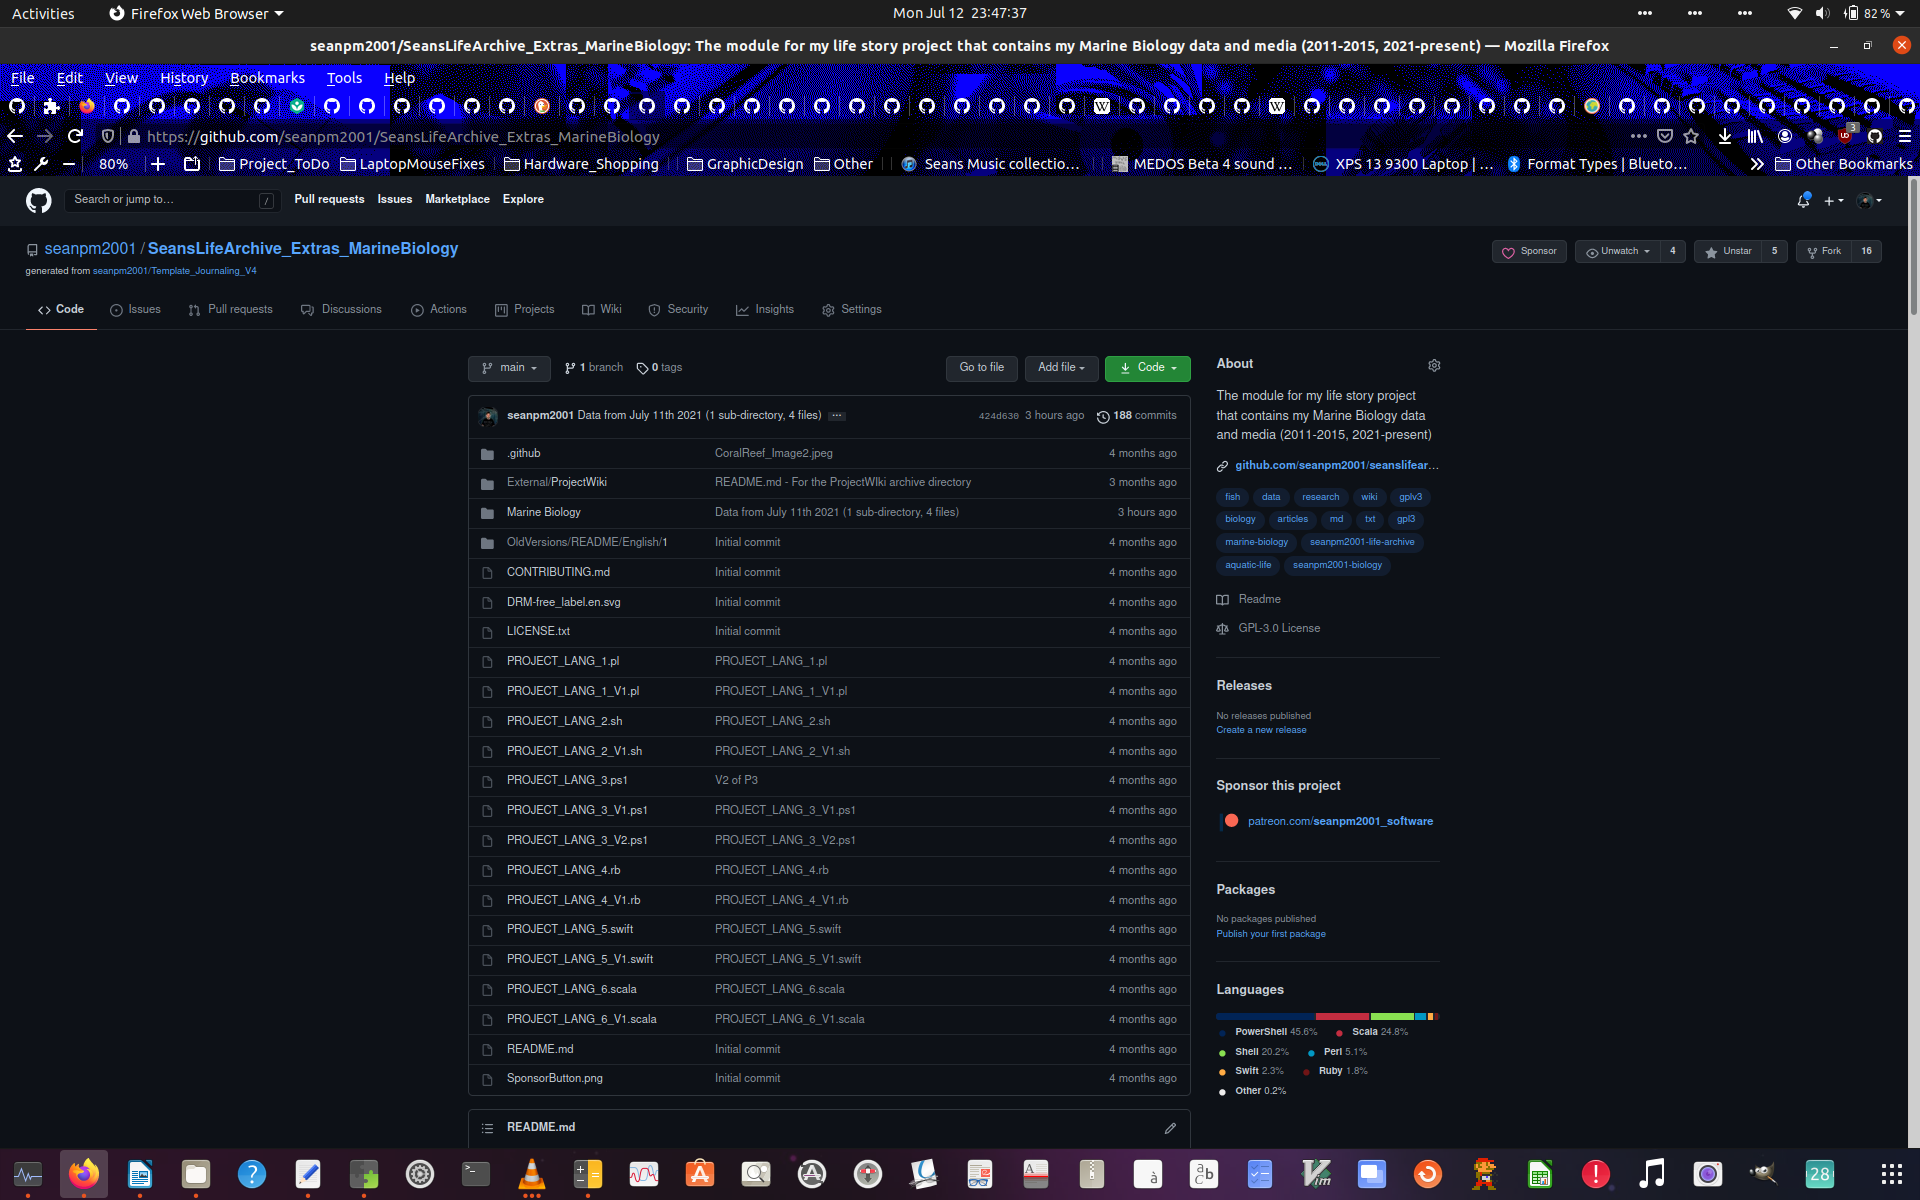 Activities Firefox Web Browser Mon Jul 12 23:47:37 82 %
seanpm2001/SeansLifeArchive_Extras_MarineBiology: The module for my life story project that contains my Marine Biology data and media (2011-2015, 2021-present) — Mozilla Firefox
File Edit View History Bookmarks Tools Help
https://github.com/seanpm2001/SeansLifeArchive_Extras_MarineBiology 3
80% Project_ToDo LaptopMouseFixes Hardware_Shopping GraphicDesign Other Seans Music collectio… MEDOS Beta 4 sound … XPS 13 9300 Laptop | … Format Types | Blueto… Other Bookmarks
Search or jump to… / Pull requests Issues Marketplace Explore
seanpm2001 / SeansLifeArchive_Extras_MarineBiology Sponsor Unwatch 4 Unstar 5 Fork 16
generated from seanpm2001/Template_Journaling_V4
Code Issues Pull requests Discussions Actions Projects Wiki Security Insights Settings
main 1 branch 0 tags Go to file Add file Code
seanpm2001 Data from July 11th 2021 (1 sub-directory, 4 files) ... 424d630 3 hours ago 188 commits
.github CoralReef_Image2.jpeg 4 months ago
External/ProjectWiki README.md - For the ProjectWIki archive directory 3 months ago
Marine Biology Data from July 11th 2021 (1 sub-directory, 4 files) 3 hours ago
OldVersions/README/English/1 Initial commit 4 months ago
CONTRIBUTING.md Initial commit 4 months ago
DRM-free_label.en.svg Initial commit 4 months ago
LICENSE.txt Initial commit 4 months ago
PROJECT_LANG_1.pl PROJECT_LANG_1.pl 4 months ago
PROJECT_LANG_1_V1.pl PROJECT_LANG_1_V1.pl 4 months ago
PROJECT_LANG_2.sh PROJECT_LANG_2.sh 4 months ago
PROJECT_LANG_2_V1.sh PROJECT_LANG_2_V1.sh 4 months ago
PROJECT_LANG_3.ps1 V2 of P3 4 months ago
PROJECT_LANG_3_V1.ps1 PROJECT_LANG_3_V1.ps1 4 months ago
PROJECT_LANG_3_V2.ps1 PROJECT_LANG_3_V2.ps1 4 months ago
PROJECT_LANG_4.rb PROJECT_LANG_4.rb 4 months ago
PROJECT_LANG_4_V1.rb PROJECT_LANG_4_V1.rb 4 months ago
PROJECT_LANG_5.swift PROJECT_LANG_5.swift 4 months ago
PROJECT_LANG_5_V1.swift PROJECT_LANG_5_V1.swift 4 months ago
PROJECT_LANG_6.scala PROJECT_LANG_6.scala 4 months ago
PROJECT_LANG_6_V1.scala PROJECT_LANG_6_V1.scala 4 months ago
README.md Initial commit 4 months ago
SponsorButton.png Initial commit 4 months ago
README.md
About
The module for my life story project
that contains my Marine Biology data
and media (2011-2015, 2021-present)
github.com/seanpm2001/seanslifear…
fish data research wiki gplv3
biology articles md txt gpl3
marine-biology seanpm2001-life-archive
aquatic-life seanpm2001-biology
Readme
GPL-3.0 License
Releases
No releases published
Create a new release
Sponsor this project
patreon.com/seanpm2001_software
Packages
No packages published
Publish your first package
Languages
PowerShell 45.6% Scala 24.8%
Shell 20.2% Perl 5.1%
Swift 2.3% Ruby 1.8%
Other 0.2%
28